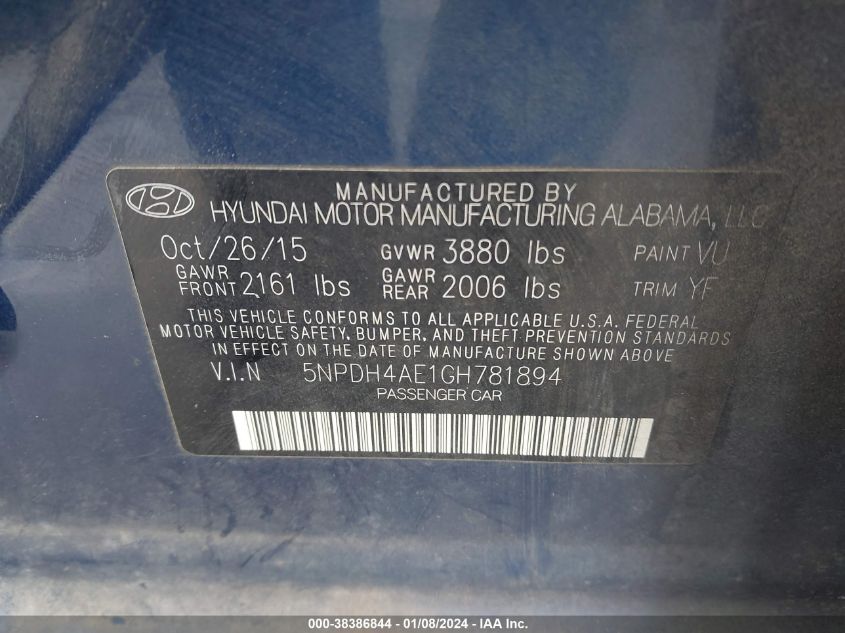 MANUFACTURED BY
HYUNDAI MOTOR MANUFACTURING ALABAMA, LLC
Oct/26/15 GVWR 3880 lbs PAINT VU
GAWR FRONT 2161 lbs GAWR REAR 2006 lbs TRIM YF
THIS VEHICLE CONFORMS TO ALL APPLICABLE U.S.A. FEDERAL
MOTOR VEHICLE SAFETY, BUMPER, AND THEFT PREVENTION STANDARDS
IN EFFECT ON THE DATE OF MANUFACTURE SHOWN ABOVE.
V.I.N 5NPDH4AE1GH781894
PASSENGER CAR
000-38386844 - 01/08/2024 - IAA Inc.